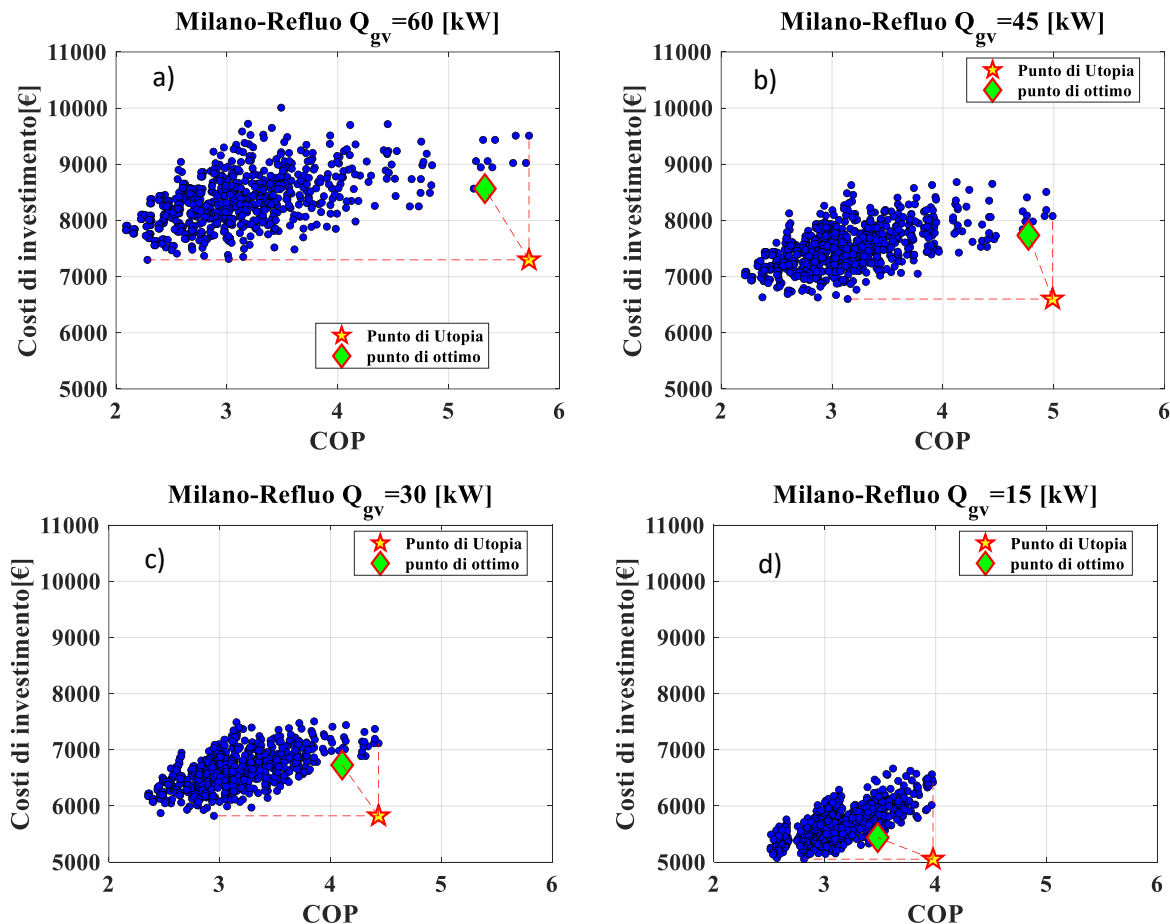 Milano-Refluo Q_gv=60 [kW]
a)
Costi di investimento[€]
11000
10000
9000
8000
7000
6000
5000
Punto di Utopia
punto di ottimo
2 3 4 5 6
COP
Milano-Refluo Q_gv=45 [kW]
b)
Costi di investimento[€]
11000
10000
9000
8000
7000
6000
5000
Punto di Utopia
punto di ottimo
2 3 4 5 6
COP
Milano-Refluo Q_gv=30 [kW]
c)
Costi di investimento[€]
11000
10000
9000
8000
7000
6000
5000
Punto di Utopia
punto di ottimo
2 3 4 5 6
COP
Milano-Refluo Q_gv=15 [kW]
d)
Costi di investimento[€]
11000
10000
9000
8000
7000
6000
5000
Punto di Utopia
punto di ottimo
2 3 4 5 6
COP